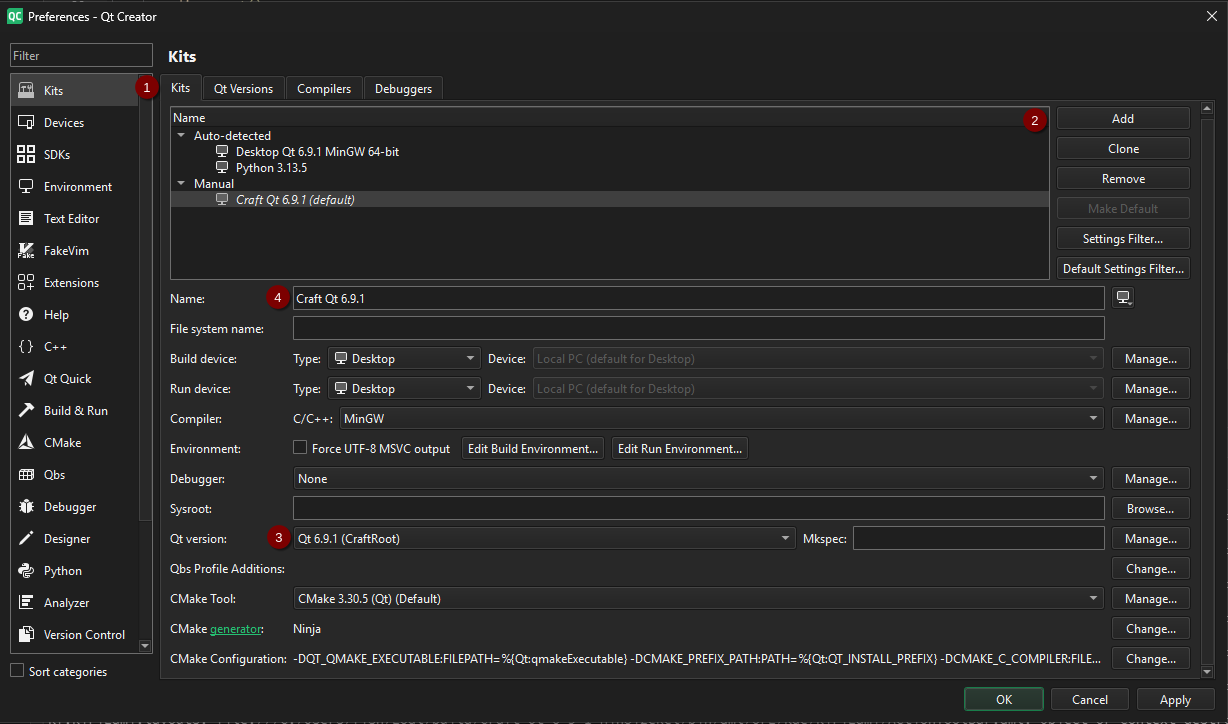 QC Preferences - Qt Creator
Filter
Kits
Devices
SDKs
Environment
Text Editor
FakeVim
Extensions
Help
C++
Qt Quick
Build & Run
CMake
Qbs
Debugger
Designer
Python
Analyzer
Version Control
Sort categories
Kits
1 Kits Qt Versions Compilers Debuggers
Name
Auto-detected
Desktop Qt 6.9.1 MinGW 64-bit
Python 3.13.5
Manual
Craft Qt 6.9.1 (default)
2 Add
Clone
Remove
Make Default
Settings Filter...
Default Settings Filter...
Name: 4 Craft Qt 6.9.1
File system name:
Build device: Type: Desktop Device: Local PC (default for Desktop) Manage...
Run device: Type: Desktop Device: Local PC (default for Desktop) Manage...
Compiler: C/C++: MinGW Manage...
Environment: Force UTF-8 MSVC output Edit Build Environment... Edit Run Environment...
Debugger: None Manage...
Sysroot: Browse...
Qt version: 3 Qt 6.9.1 (CraftRoot) Mkspec: Manage...
Qbs Profile Additions: Change...
CMake Tool: CMake 3.30.5 (Qt) (Default) Manage...
CMake generator: Ninja Change...
CMake Configuration: -DQT_QMAKE_EXECUTABLE:FILEPATH=%{Qt:qmakeExecutable} -DCMAKE_PREFIX_PATH:PATH=%{Qt:QT_INSTALL_PREFIX} -DCMAKE_C_COMPILER:FILE... Change...
OK Cancel Apply